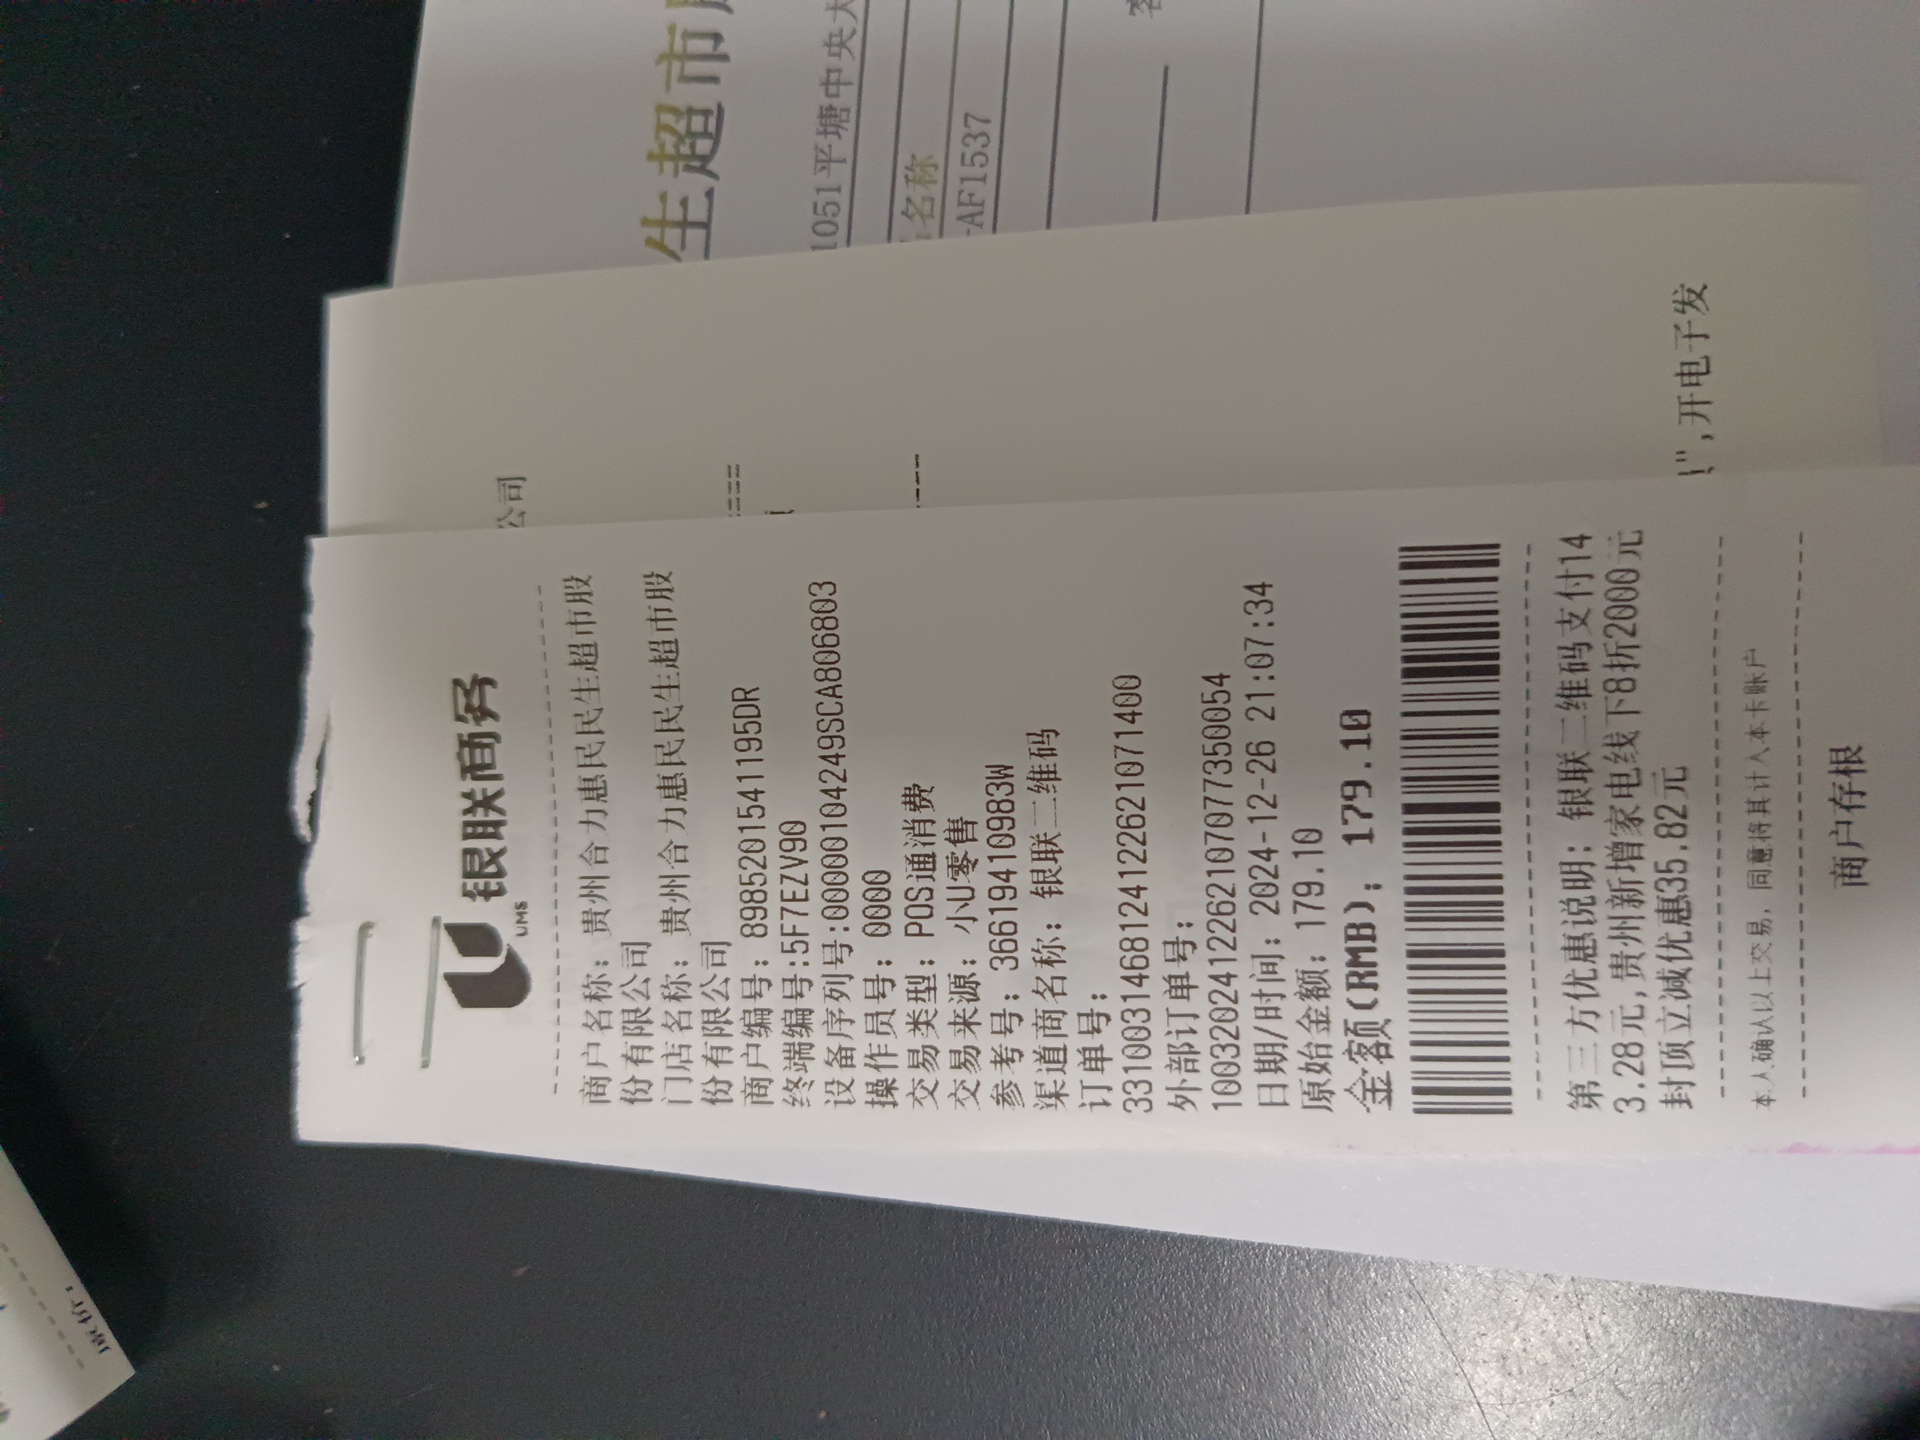 银联商务
UMS
商户名称: 贵州合力惠民民生超市股
份有限公司
门店名称: 贵州合力惠民民生超市股
份有限公司
商户编号: 8985201541195DR
终端编号:5F7EZV90
设备序列号:00000104249SCA806803
操作员号: 0000
交易类型: POS通消费
交易来源: 小U零售
参考号: 36619410983W
渠道商名称: 银联二维码
订单号:
33100314681241226210714​00
外部订单号:
10032024122621070773500​54
日期/时间: 2024-12-26 21:07:34
原始金额: 179.10
金额(RMB): 179.10
第三方优惠说明: 银联二维码支付14
3.28元,贵州新增家电线下8折2000元
封顶立减优惠35.82元
本人确认以上交易, 同意将其计入本卡账户
商户存根
公司
",开电子发
生超市
1051平塘中央大
名称
-AF1537